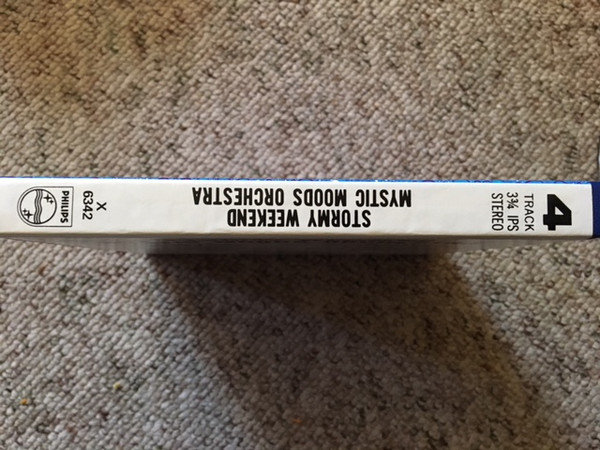 4
TRACK
3¾ IPS
STEREO
STORMY WEEKEND
MYSTIC MOODS ORCHESTRA
X
6342
PHILIPS